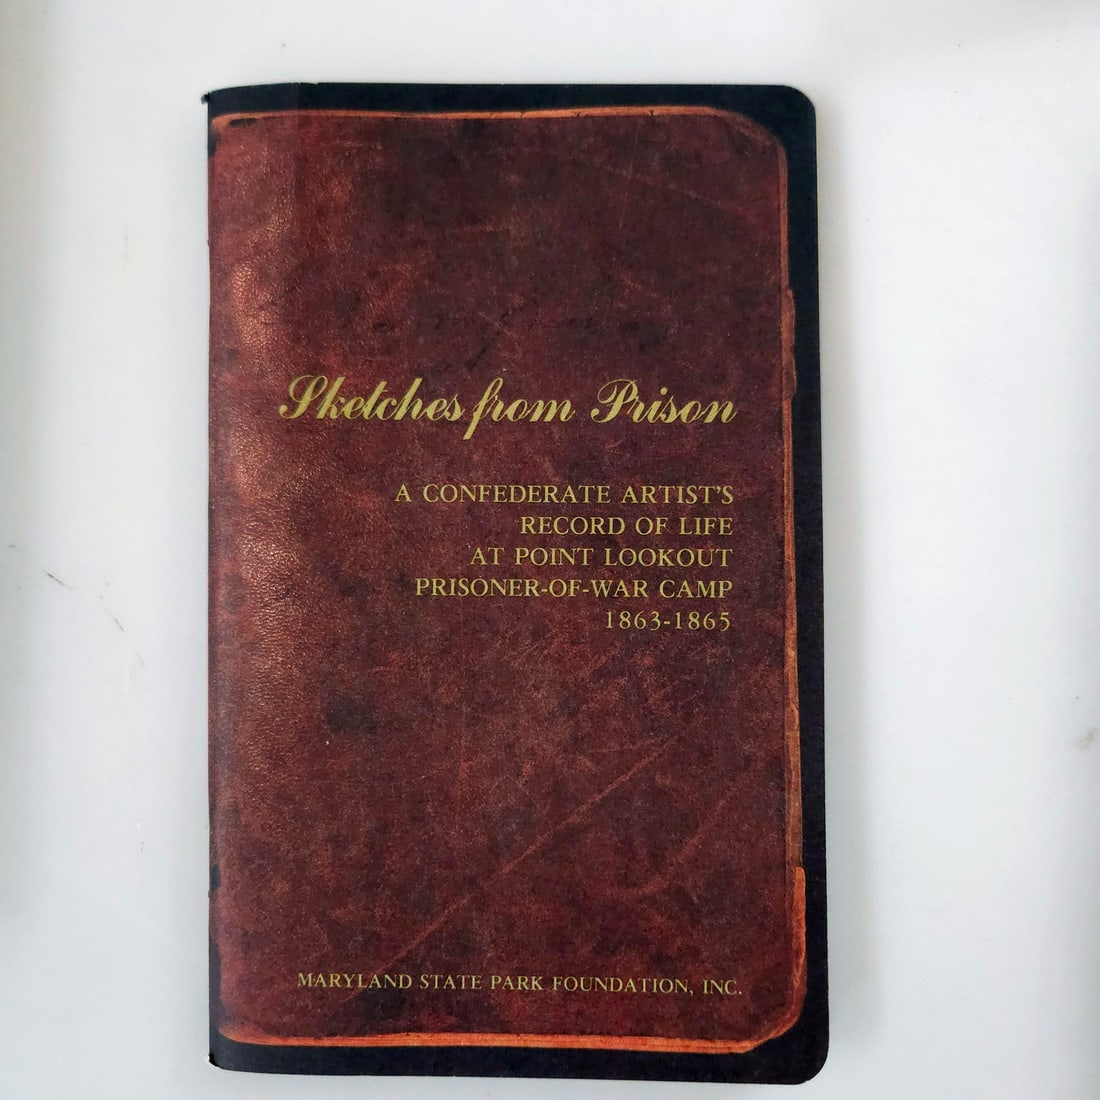 Sketches from Prison
A CONFEDERATE ARTIST'S
RECORD OF LIFE
AT POINT LOOKOUT
PRISONER-OF-WAR CAMP
1863-1865
MARYLAND STATE PARK FOUNDATION, INC.